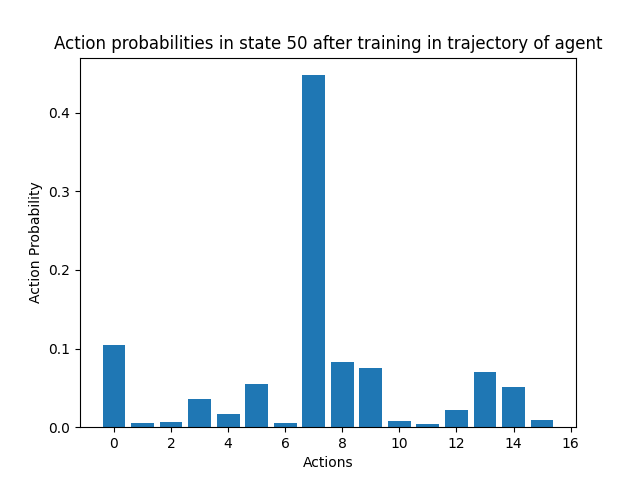 Action probabilities in state 50 after training in trajectory of agent
0.4
0.3
0.2
0.1
0.0
Action Probability
0 2 4 6 8 10 12 14 16
Actions